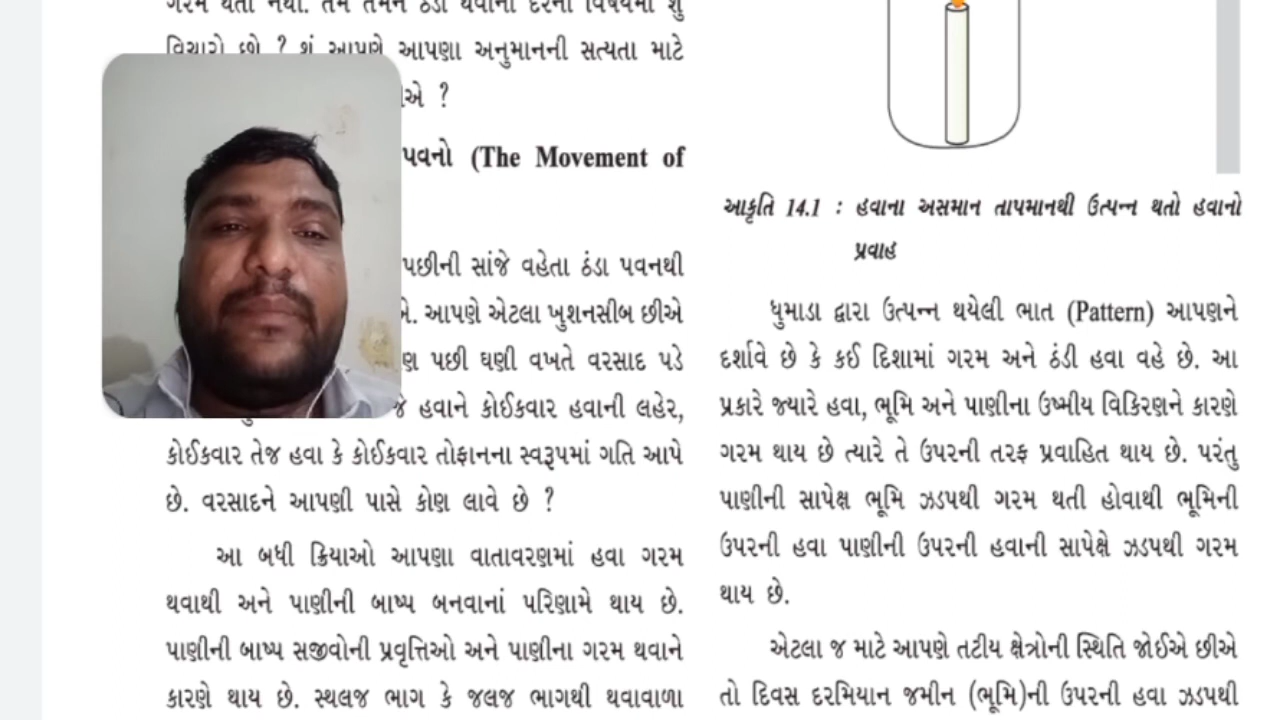 ગરમ થતા નથી. તમે તેમને ઠંડા થવાના દરના વિષયમાં શું
વિચારો છો ? શું આપણે આપણા અનુમાનની સત્યતા માટે
?
પવનો (The Movement of
પછીની સાંજે વહેતા ઠંડા પવનથી
આપણે એટલા ખુશનસીબ છીએ
પછી ઘણી વખતે વરસાદ પડે
જે હવાને કોઈકવાર હવાની લહેર,
કોઈકવાર તેજ હવા કે કોઈકવાર તોફાનના સ્વરૂપમાં ગતિ આપે
છે. વરસાદને આપણી પાસે કોણ લાવે છે ?
આ બધી ક્રિયાઓ આપણા વાતાવરણમાં હવા ગરમ
થવાથી અને પાણીની બાષ્પ બનવાનાં પરિણામે થાય છે.
પાણીની બાષ્પ સજીવોની પ્રવૃત્તિઓ અને પાણીના ગરમ થવાને
કારણે થાય છે. સ્થલજ ભાગ કે જલજ ભાગથી થવાવાળા
આકૃતિ 14.1 : હવાના અસમાન તાપમાનથી ઉત્પન્ન થતો હવાનો
પ્રવાહ
ધુમાડા દ્વારા ઉત્પન્ન થયેલી ભાત (Pattern) આપણને
દર્શાવે છે કે કઈ દિશામાં ગરમ અને ઠંડી હવા વહે છે. આ
પ્રકારે જ્યારે હવા, ભૂમિ અને પાણીના ઉષ્મીય વિકિરણને કારણે
ગરમ થાય છે ત્યારે તે ઉપરની તરફ પ્રવાહિત થાય છે. પરંતુ
પાણીની સાપેક્ષ ભૂમિ ઝડપથી ગરમ થતી હોવાથી ભૂમિની
ઉપરની હવા પાણીની ઉપરની હવાની સાપેક્ષે ઝડપથી ગરમ
થાય છે.
એટલા જ માટે આપણે તટીય ક્ષેત્રોની સ્થિતિ જોઈએ છીએ
તો દિવસ દરમિયાન જમીન (ભૂમિ)ની ઉપરની હવા ઝડપથી